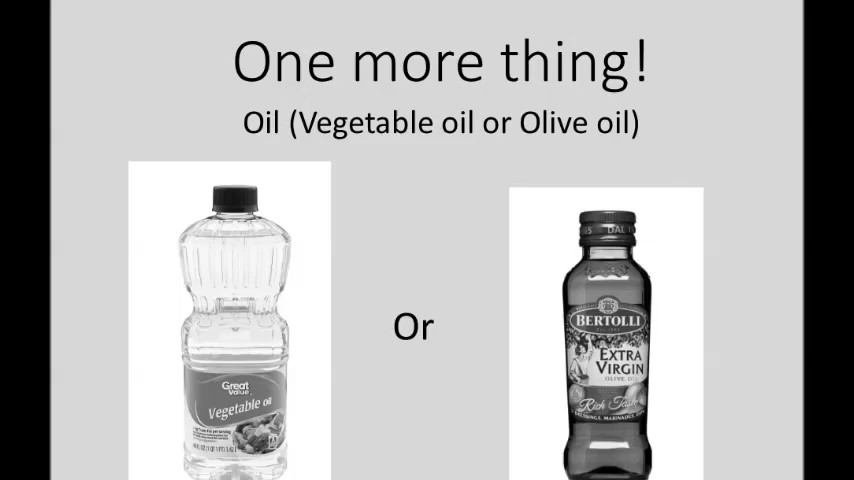 One more thing!
Oil (Vegetable oil or Olive oil)
Or
Great
Value
Vegetable oil
DAL
BERTOLLI
EXTRA
VIRGIN
OLIVE OIL
Rich Taste